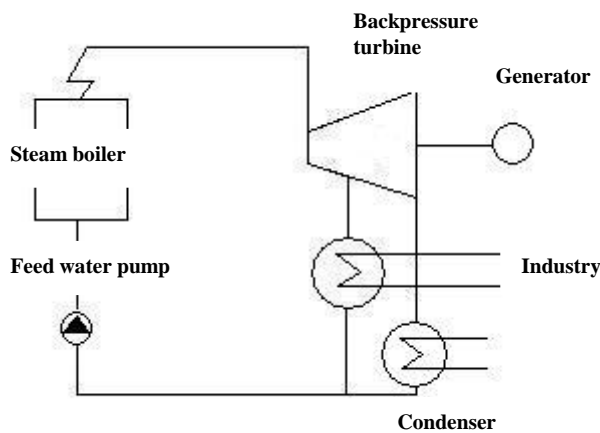 Backpressure
turbine
Generator
Steam boiler
Feed water pump
Industry
Condenser